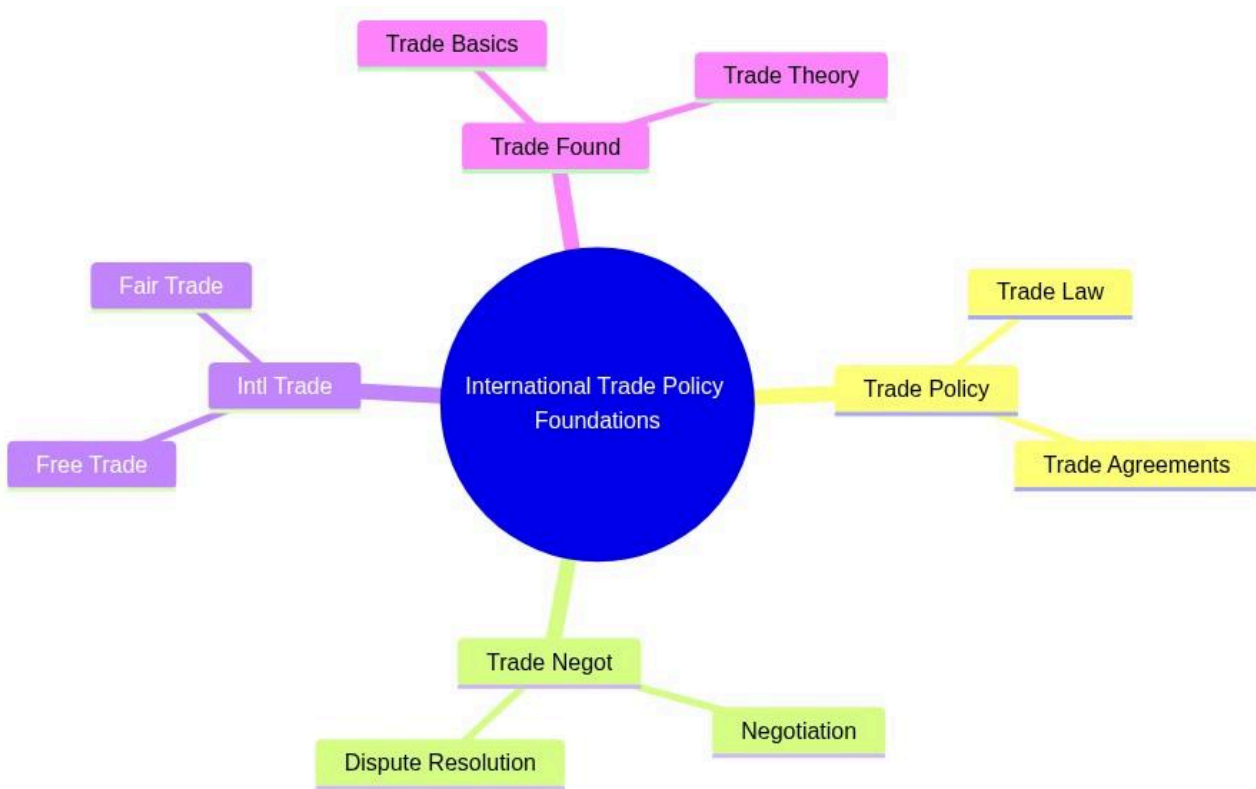 Trade Basics
Trade Theory
Trade Found
Fair Trade
Trade Law
Intl Trade
International Trade Policy
Foundations
Trade Policy
Free Trade
Trade Agreements
Trade Negot
Negotiation
Dispute Resolution